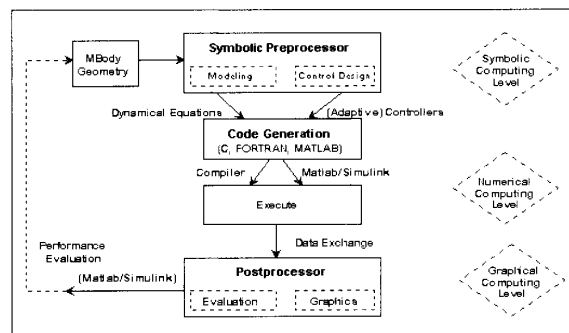 MBody
Geometry
Symbolic Preprocessor
Modeling
Control Design
Symbolic
Computing
Level
Dynamical Equations
(Adaptive) Controllers
Code Generation
(C, FORTRAN, MATLAB)
Compiler
Matlab/Simulink
Numerical
Computing
Level
Execute
Data Exchange
Performance
Evaluation
(Matlab/Simulink)
Postprocessor
Evaluation
Graphics
Graphical
Computing
Level